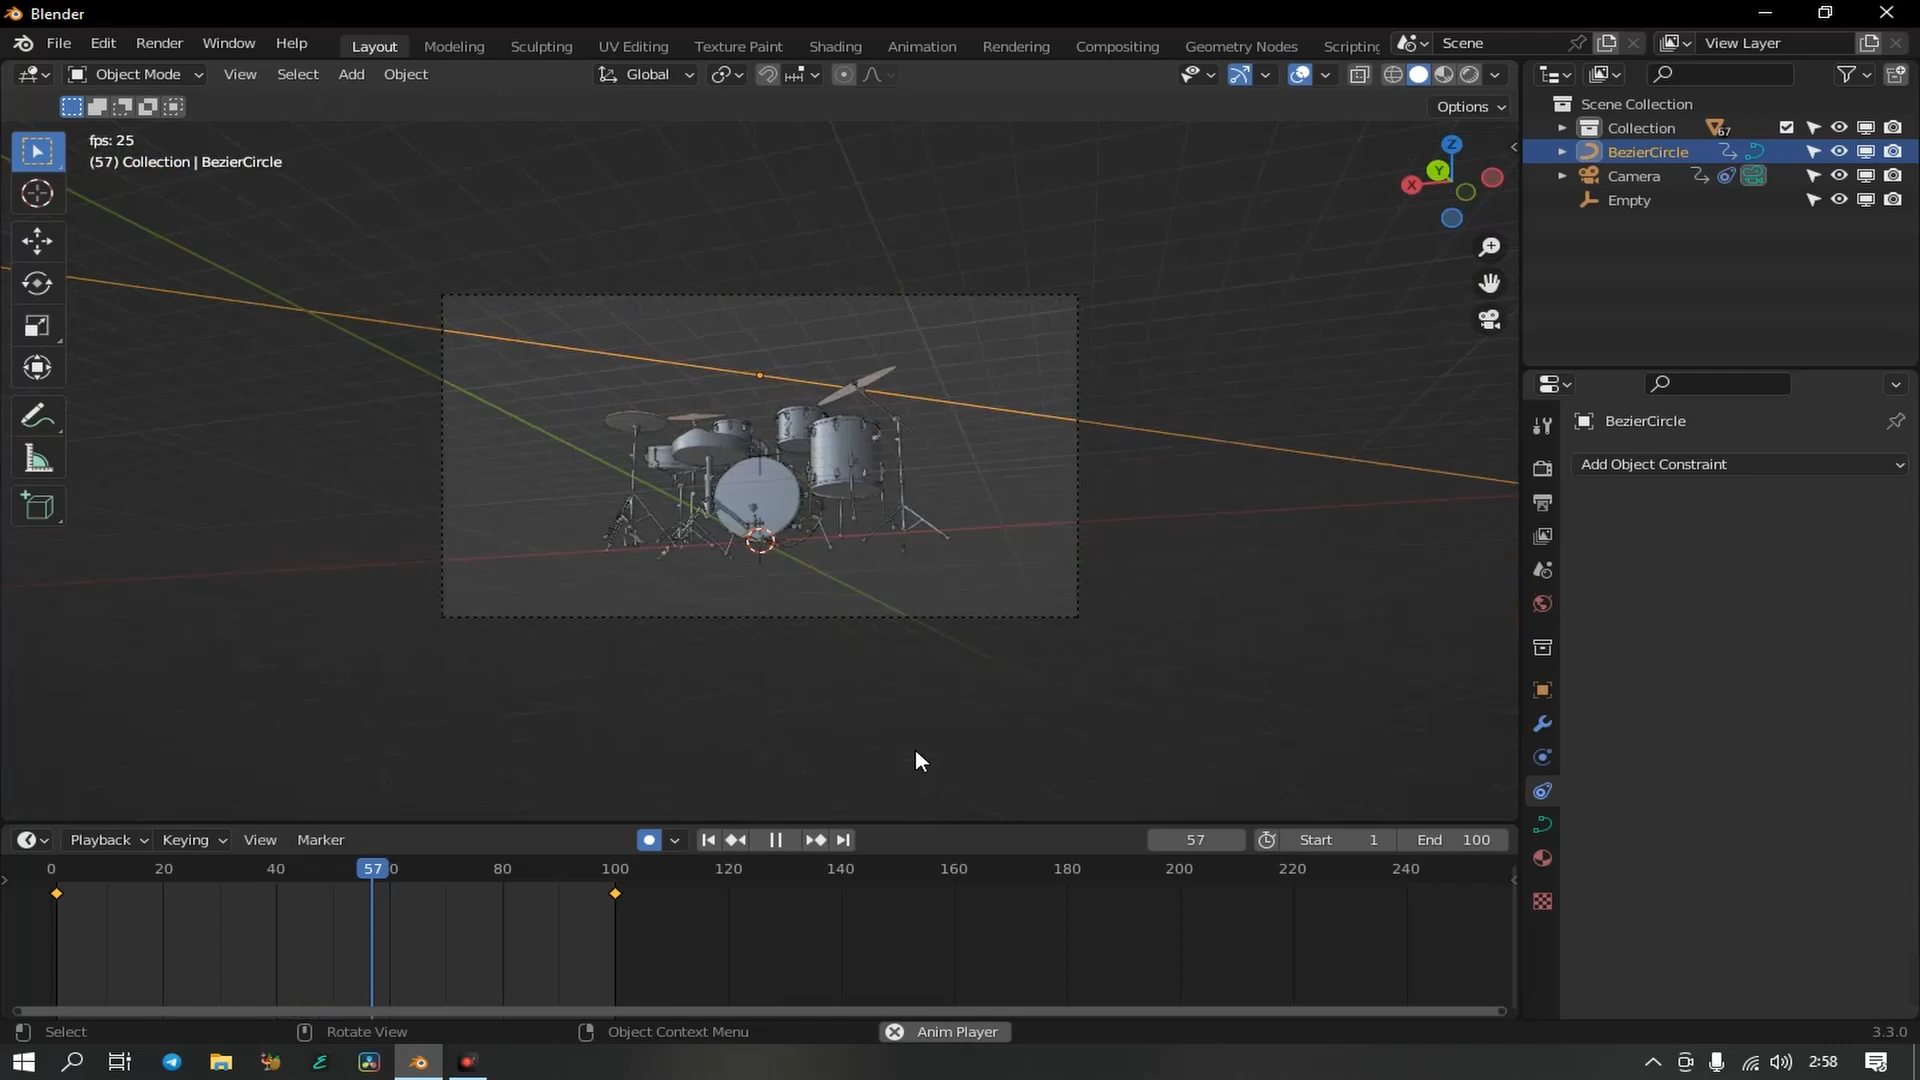 Blender
File Edit Render Window Help Layout Modeling Sculpting UV Editing Texture Paint Shading Animation Rendering Compositing Geometry Nodes Scripting Scene View Layer
Object Mode View Select Add Object Global
Options
fps: 25
(57) Collection | BezierCircle
Z
Y
X
Scene Collection
Collection 67
BezierCircle
Camera
Empty
BezierCircle
Add Object Constraint
Playback Keying View Marker 57 Start 1 End 100
0 20 40 57 0 80 100 120 140 160 180 200 220 240
Select Rotate View Object Context Menu Anim Player 3.3.0
2:58